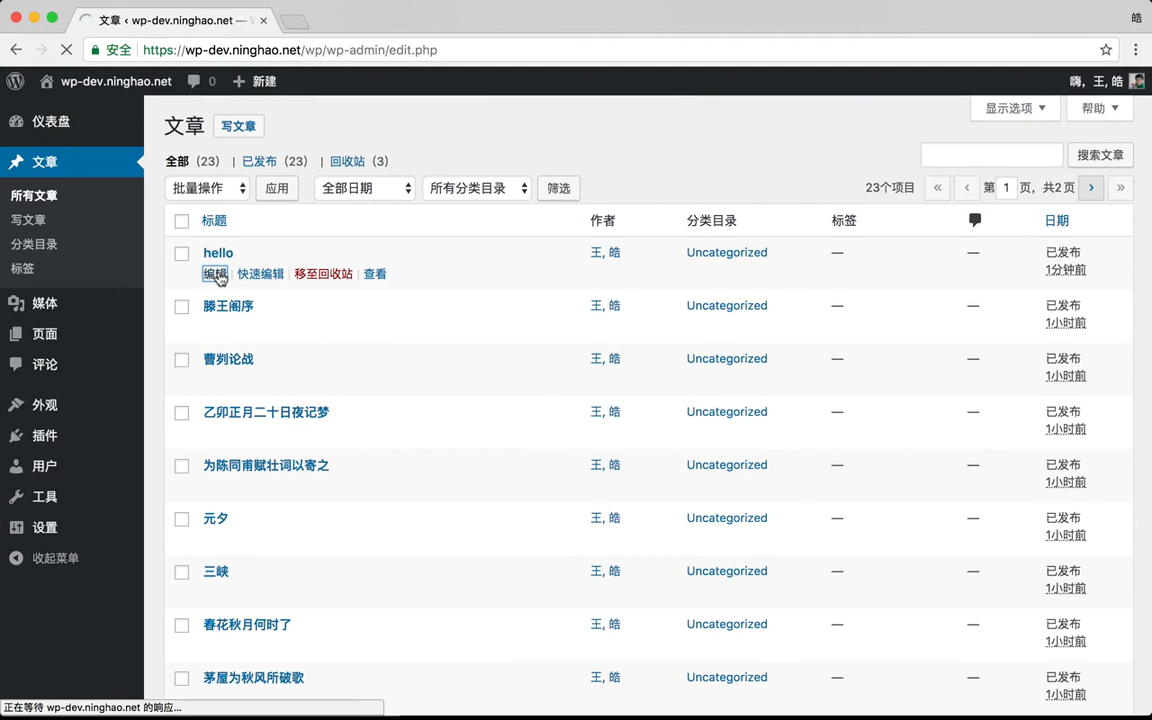 文章 ‹ wp-dev.ninghao.net —
皓
安全 https://wp-dev.ninghao.net/wp/wp-admin/edit.php
wp-dev.ninghao.net 0 新建 嗨，王, 皓
仪表盘
文章
所有文章
写文章
分类目录
标签
媒体
页面
评论
外观
插件
用户
工具
设置
收起菜单
显示选项 帮助
文章 写文章
全部 (23) | 已发布 (23) | 回收站 (3)
搜索文章
批量操作 应用 全部日期 所有分类目录 筛选 23个项目 « ‹ 第 1 页，共2页 › »
标题 作者 分类目录 标签 日期
hello 王, 皓 Uncategorized — — 已发布
编辑 | 快速编辑 | 移至回收站 | 查看 1分钟前
滕王阁序 王, 皓 Uncategorized — — 已发布
1小时前
曹刿论战 王, 皓 Uncategorized — — 已发布
1小时前
乙卯正月二十日夜记梦 王, 皓 Uncategorized — — 已发布
1小时前
为陈同甫赋壮词以寄之 王, 皓 Uncategorized — — 已发布
1小时前
元夕 王, 皓 Uncategorized — — 已发布
1小时前
三峡 王, 皓 Uncategorized — — 已发布
1小时前
春花秋月何时了 王, 皓 Uncategorized — — 已发布
1小时前
茅屋为秋风所破歌 王, 皓 Uncategorized — — 已发布
1小时前
正在等待 wp-dev.ninghao.net 的响应...